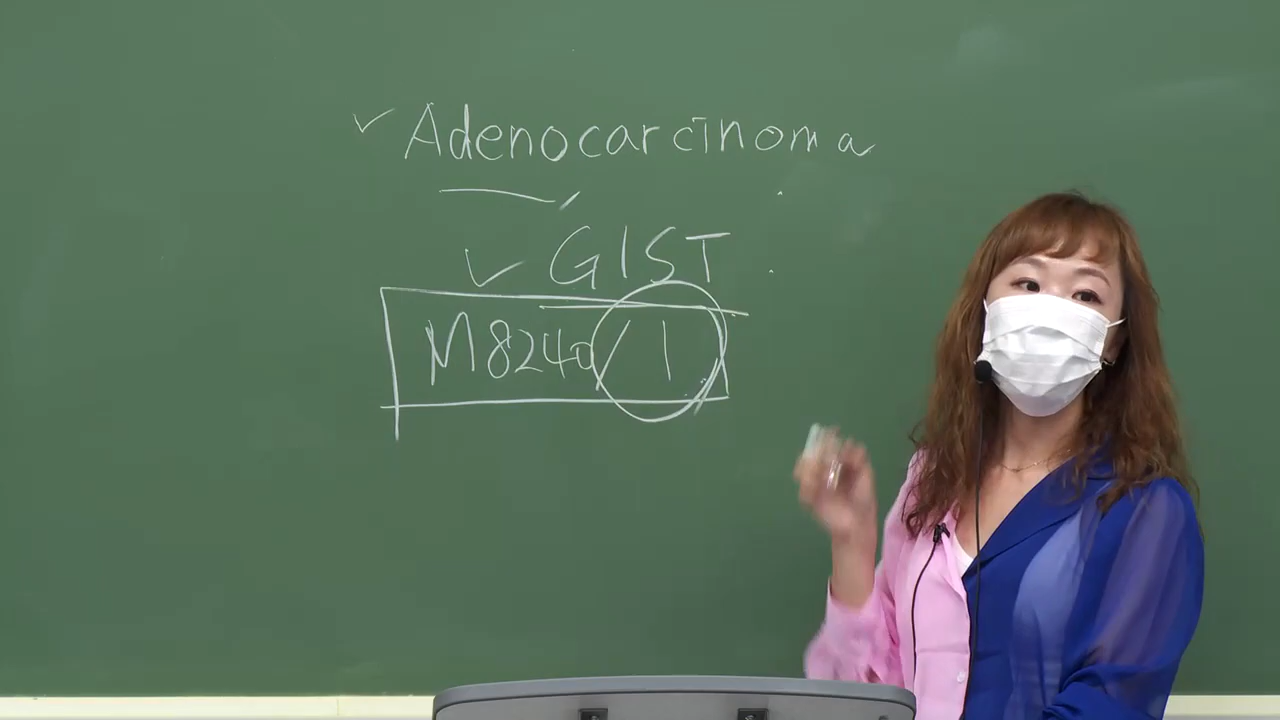 ✓ Adenocarcinoma
✓ GIST
M8240/1